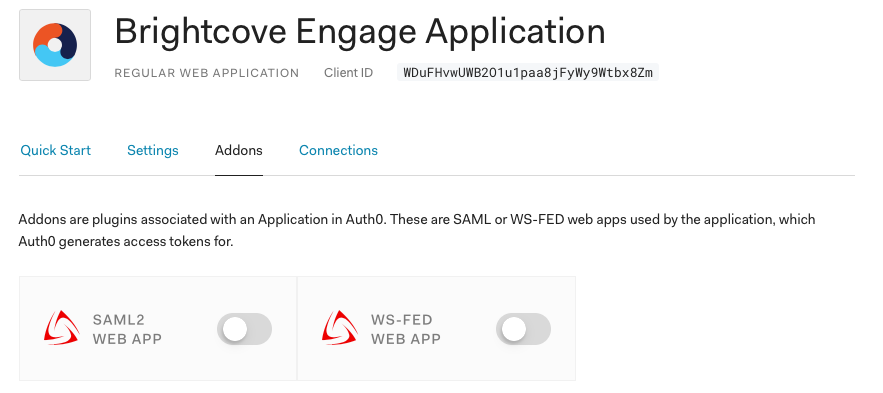 Brightcove Engage Application
REGULAR WEB APPLICATION Client ID WDuFHvwUWB2O1u1paa8jFyWy9Wtbx8Zm
Quick Start Settings Addons Connections
Addons are plugins associated with an Application in Auth0. These are SAML or WS-FED web apps used by the application, which
Auth0 generates access tokens for.
SAML2
WEB APP
WS-FED
WEB APP